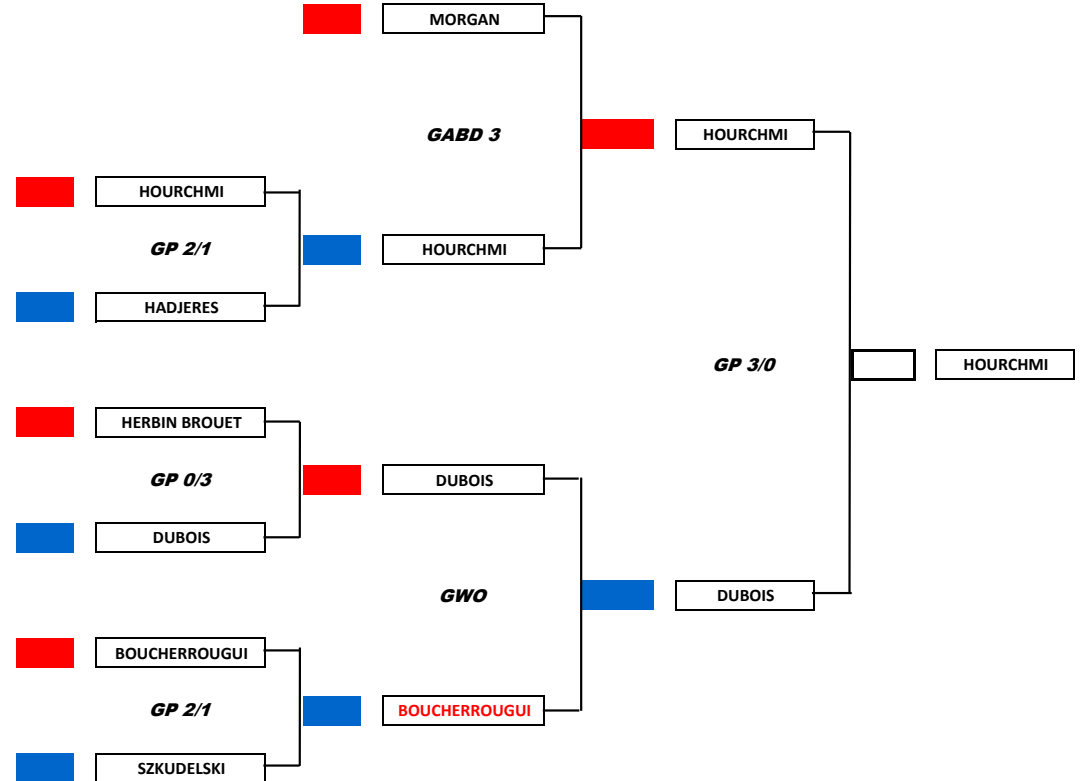 MORGAN
GABD 3
HOURCHMI
HOURCHMI
GP 2/1
HOURCHMI
HADJERES
GP 3/0
HOURCHMI
HERBIN BROUET
GP 0/3
DUBOIS
DUBOIS
GWO
DUBOIS
BOUCHERROUGUI
GP 2/1
BOUCHERROUGUI
SZKUDELSKI